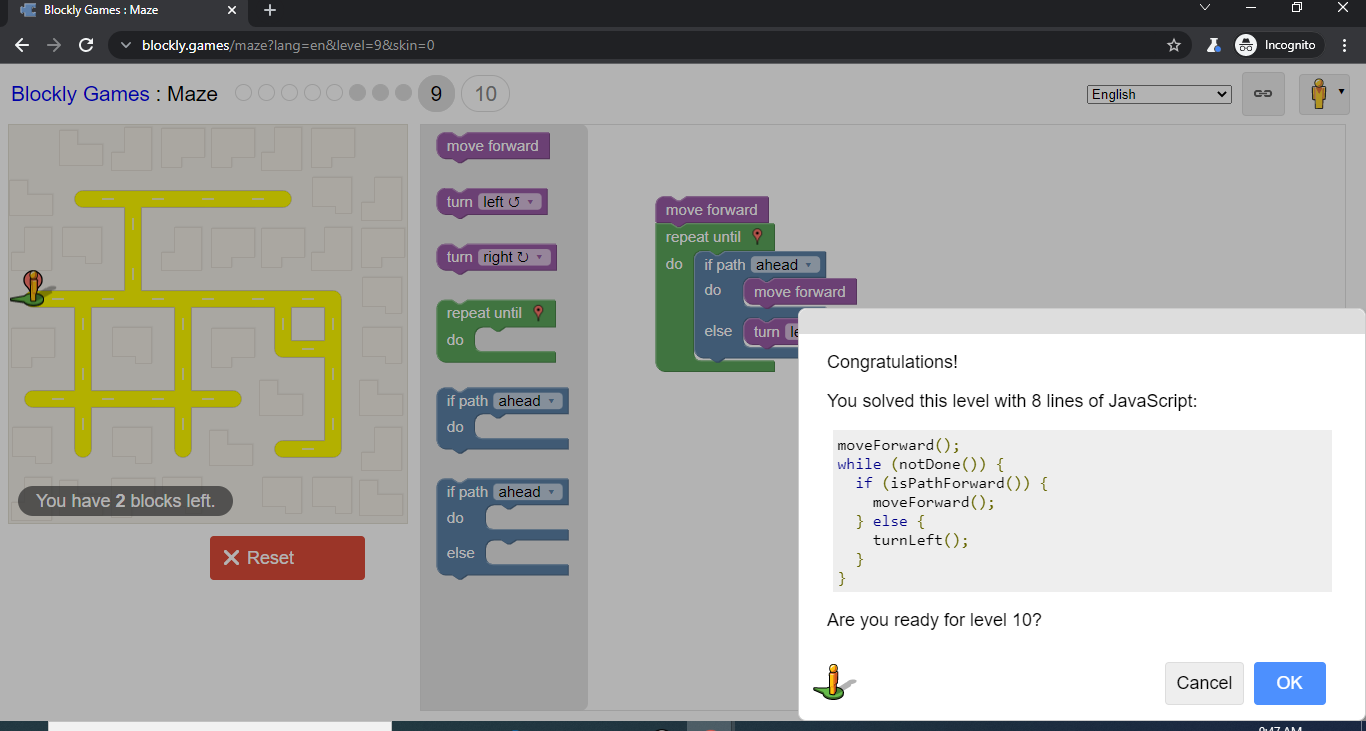 Blockly Games : Maze
blockly.games/maze?lang=en&level=9&skin=0
Incognito
Blockly Games : Maze
9
10
English
move forward
turn left ↺
turn right ↻
repeat until
do
if path ahead
do
if path ahead
do
else
move forward
repeat until
do
if path ahead
do
move forward
else
turn
You have 2 blocks left.
Reset
Congratulations!
You solved this level with 8 lines of JavaScript:
moveForward();
while (notDone()) {
  if (isPathForward()) {
    moveForward();
  } else {
    turnLeft();
  }
}
Are you ready for level 10?
Cancel
OK